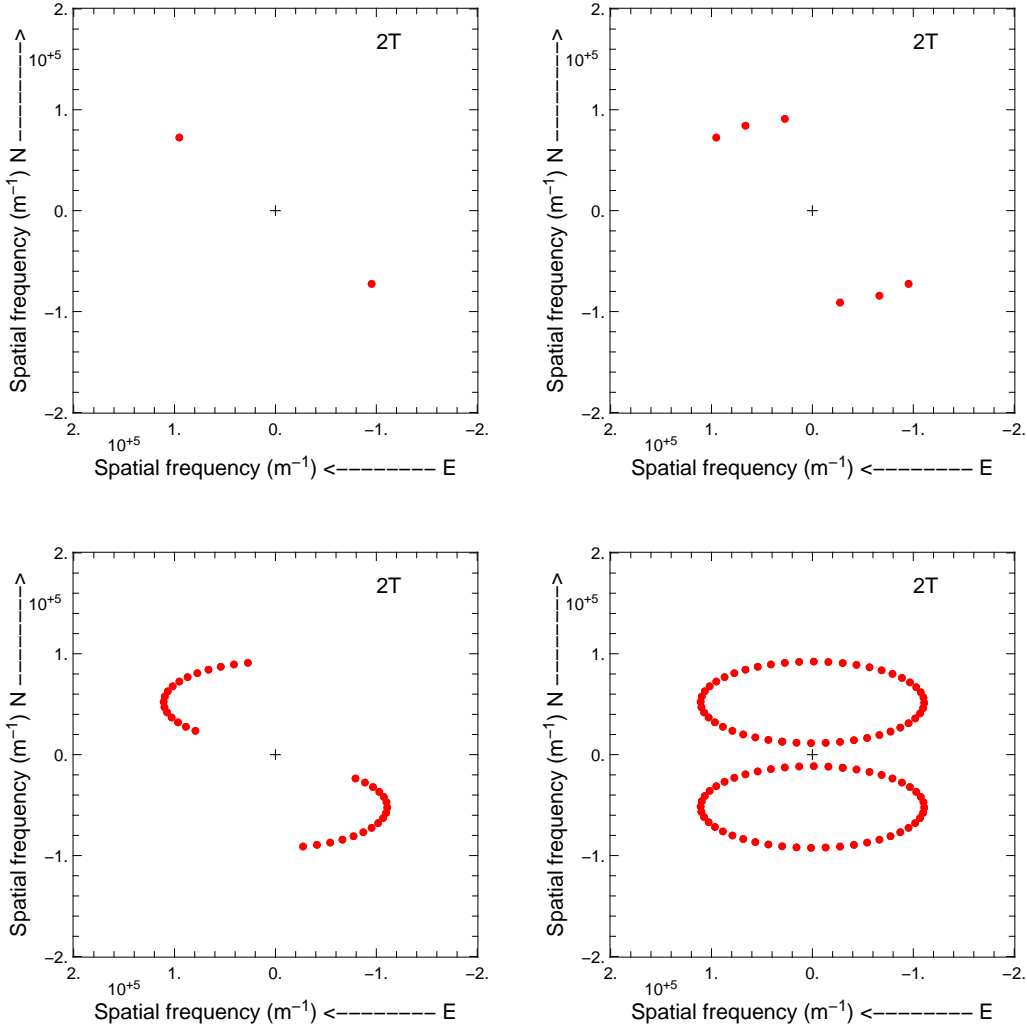 2.
10+5
2T
1.
0.
−1.
−2.
2. 1. 0. −1. −2.
10+5
Spatial frequency (m−1) N −−−−−−−−>
Spatial frequency (m−1) <−−−−−−−− E
2.
10+5
2T
1.
0.
−1.
−2.
2. 1. 0. −1. −2.
10+5
Spatial frequency (m−1) N −−−−−−−−>
Spatial frequency (m−1) <−−−−−−−− E
2.
10+5
2T
1.
0.
−1.
−2.
2. 1. 0. −1. −2.
10+5
Spatial frequency (m−1) N −−−−−−−−>
Spatial frequency (m−1) <−−−−−−−− E
2.
10+5
2T
1.
0.
−1.
−2.
2. 1. 0. −1. −2.
10+5
Spatial frequency (m−1) N −−−−−−−−>
Spatial frequency (m−1) <−−−−−−−− E